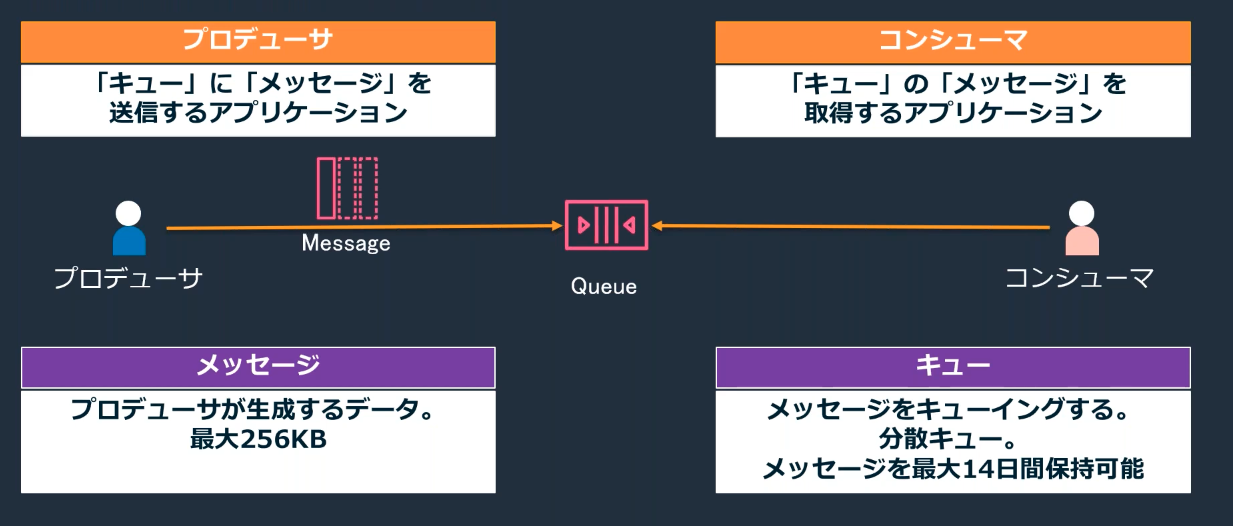 プロデューサ
「キュー」に「メッセージ」を
送信するアプリケーション
コンシューマ
「キュー」の「メッセージ」を
取得するアプリケーション
Message
プロデューサ
Queue
コンシューマ
メッセージ
プロデューサが生成するデータ。
最大256KB
キュー
メッセージをキューイングする。
分散キュー。
メッセージを最大14日間保持可能